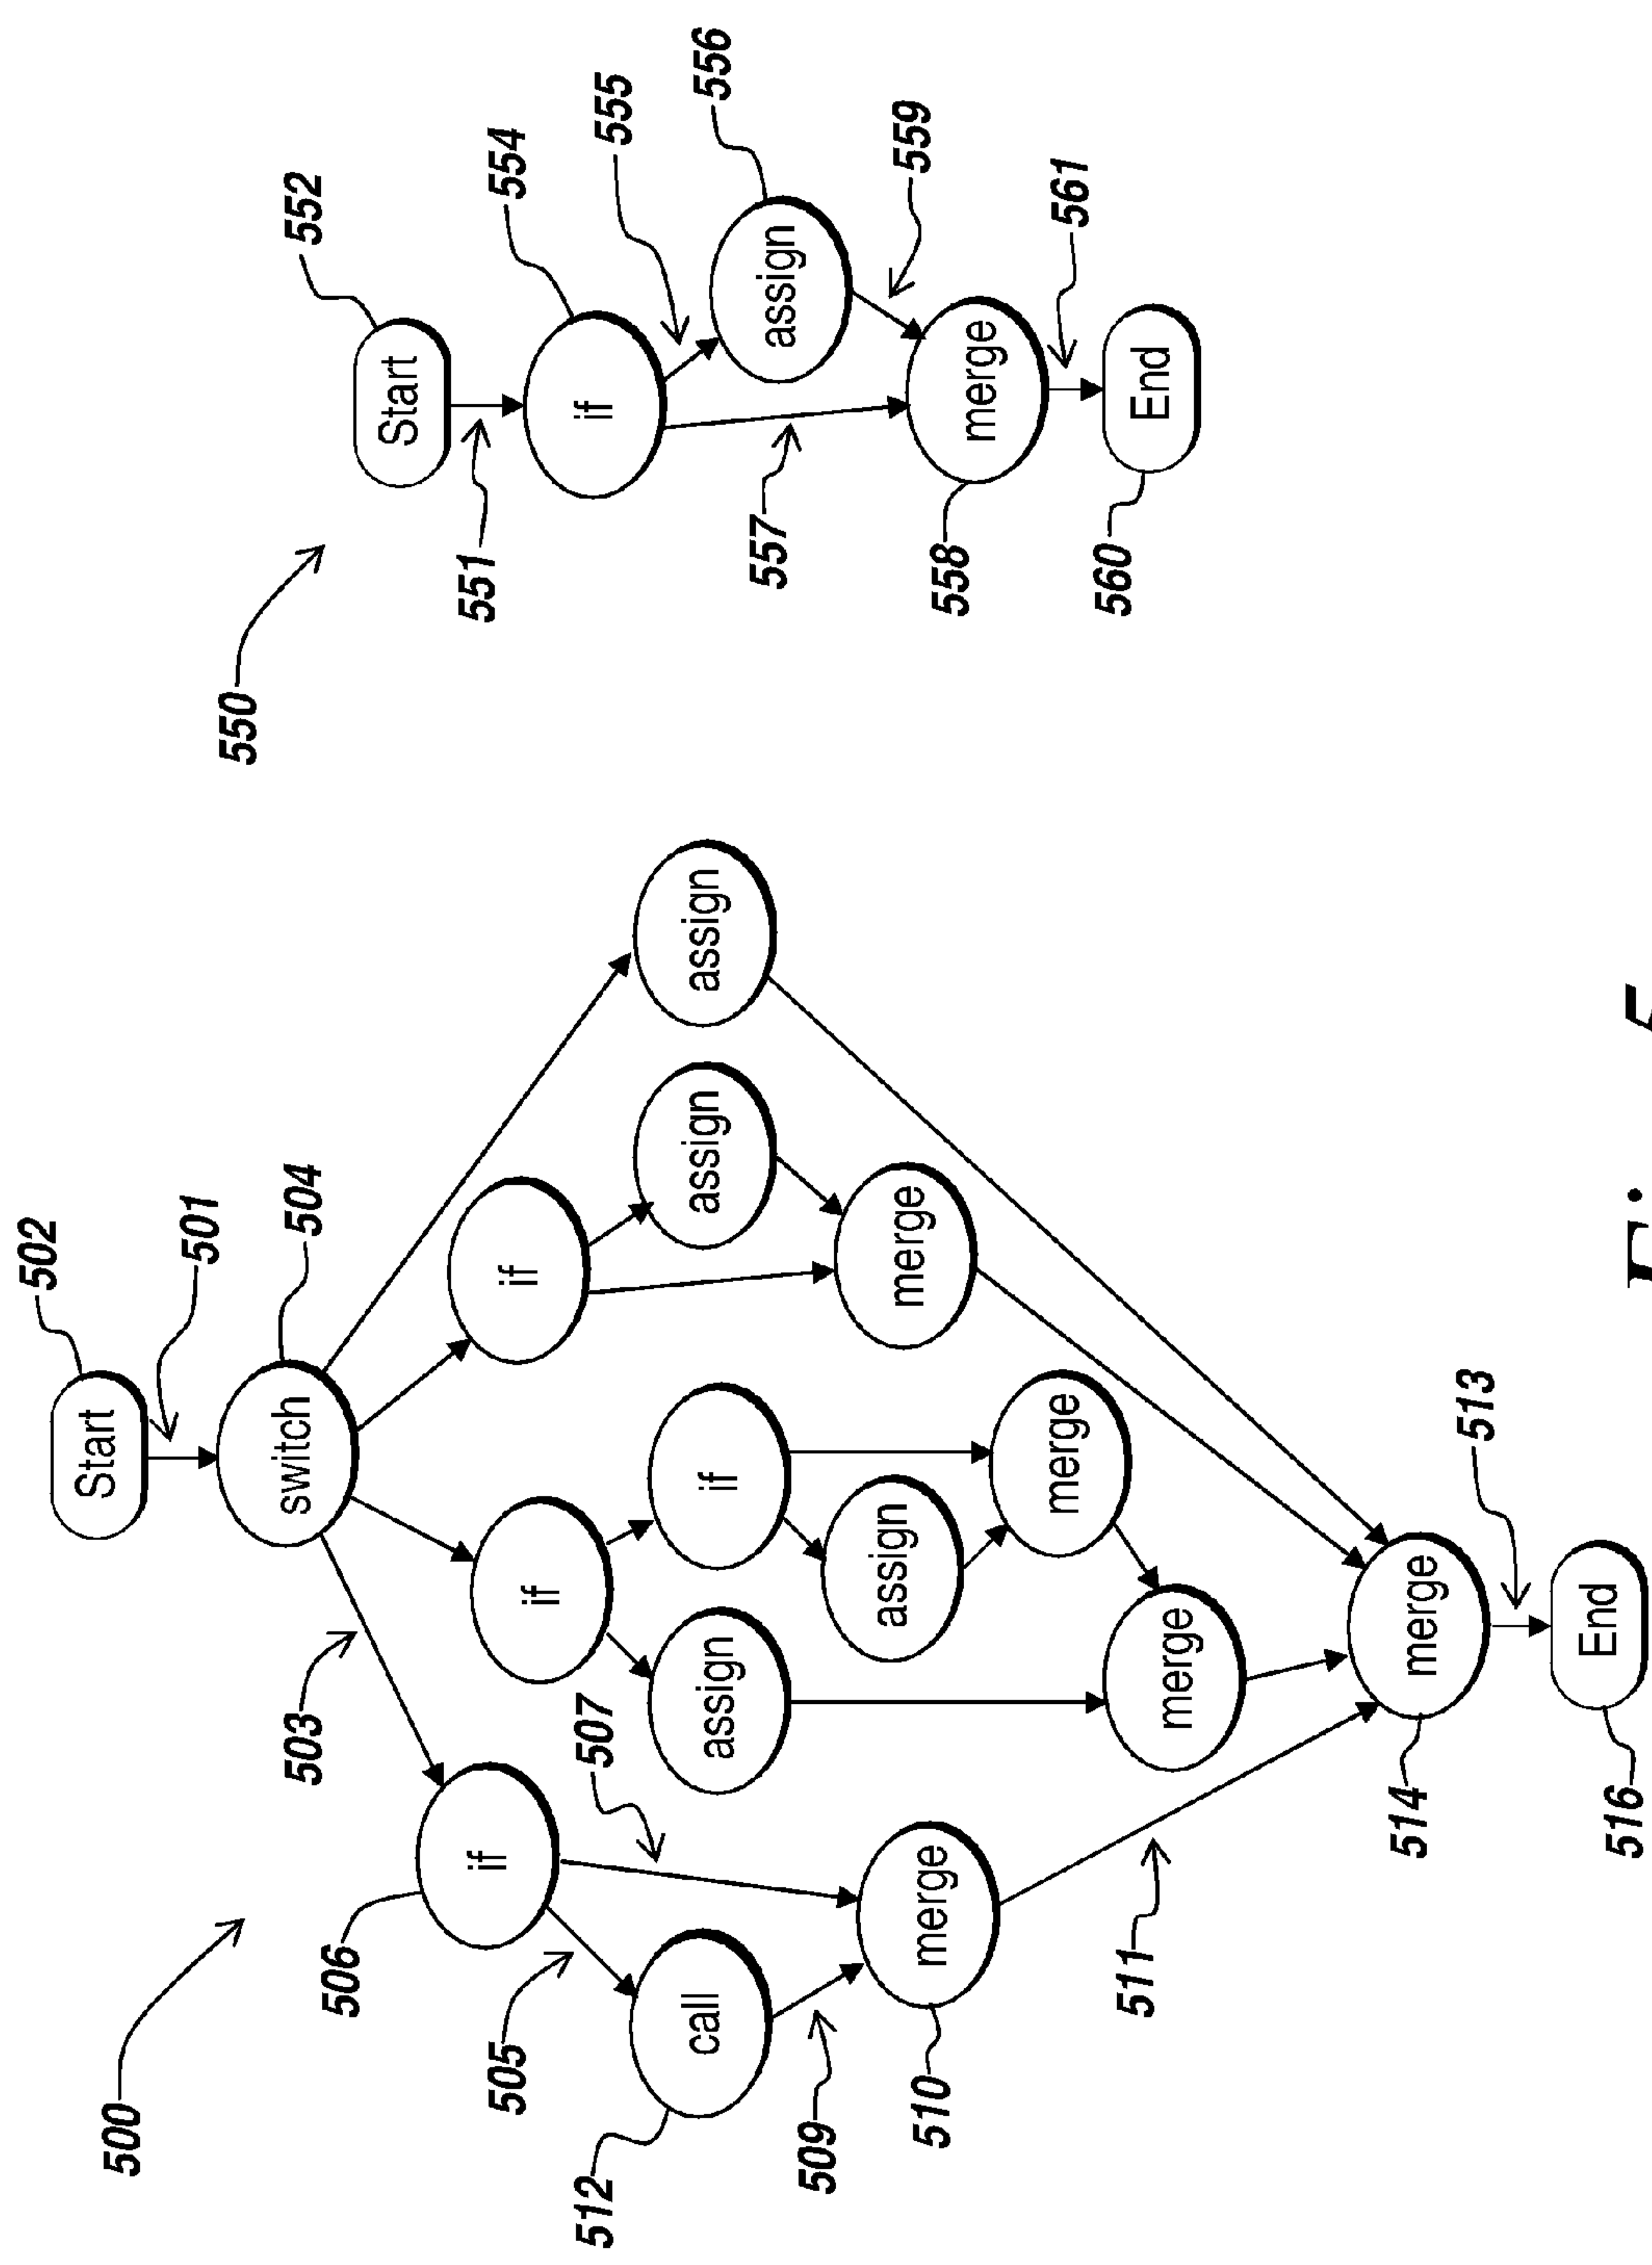 500
502
Start
501
switch
504
503
if
506
505
507
call
512
509
merge
510
511
if
assign
if
assign
merge
merge
if
assign
merge
assign
merge
514
513
End
516
550
552
Start
551
if
554
555
assign
556
557
559
merge
558
561
End
560